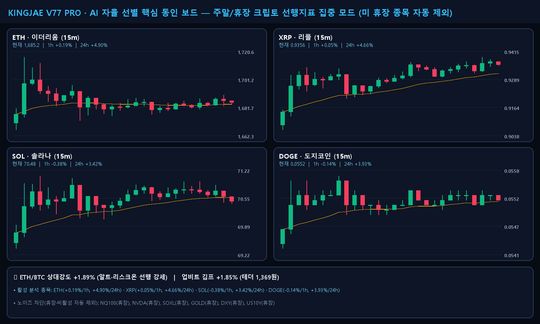 KINGJAE V77 PRO · AI 자율 선별 핵심 동인 보드 — 주말/휴장 크립토 선행지표 집중 모드 (미 휴장 종목 자동 제외)
ETH · 이더리움 (15m)
현재 1,685.2 | 1h +0.19% | 24h +4.90%
1,720.6
1,701.2
1,681.7
1,662.3
XRP · 리플 (15m)
현재 0.9356 | 1h +0.05% | 24h +4.66%
0.9415
0.9289
0.9164
0.9038
SOL · 솔라나 (15m)
현재 70.48 | 1h -0.38% | 24h +3.42%
71.22
70.55
69.89
69.22
DOGE · 도지코인 (15m)
현재 0.0552 | 1h -0.14% | 24h +3.93%
0.0558
0.0552
0.0547
0.0541
ETH/BTC 상대강도 +1.89% (알트·리스크온 선행 강세) | 업비트 김프 +1.85% (테더 1,369원)
• 활성 분석 종목: ETH(+0.19%/1h, +4.90%/24h) · XRP(+0.05%/1h, +4.66%/24h) · SOL(-0.38%/1h, +3.42%/24h) · DOGE(-0.14%/1h, +3.93%/24h)
• 노이즈 차단(휴장·비활성 자동 제외): NQ100(휴장), NVDA(휴장), SOXL(휴장), GOLD(휴장), DXY(휴장), US10Y(휴장)